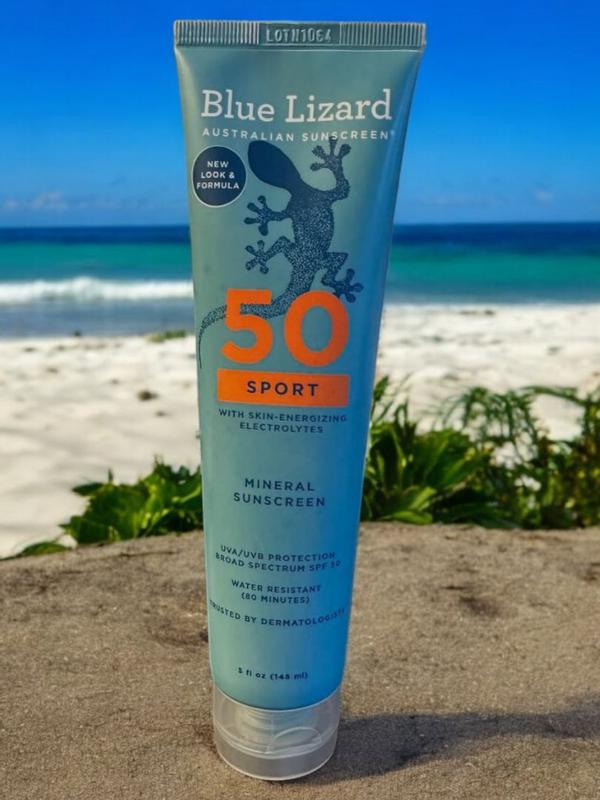 LOTN1064
Blue Lizard
AUSTRALIAN SUNSCREEN®
NEW
LOOK &
FORMULA
50
SPORT
WITH SKIN-ENERGIZING
ELECTROLYTES
MINERAL
SUNSCREEN
UVA/UVB PROTECTION
BROAD SPECTRUM SPF 50
WATER RESISTANT
(80 MINUTES)
TRUSTED BY DERMATOLOGISTS
5 fl oz (148 ml)